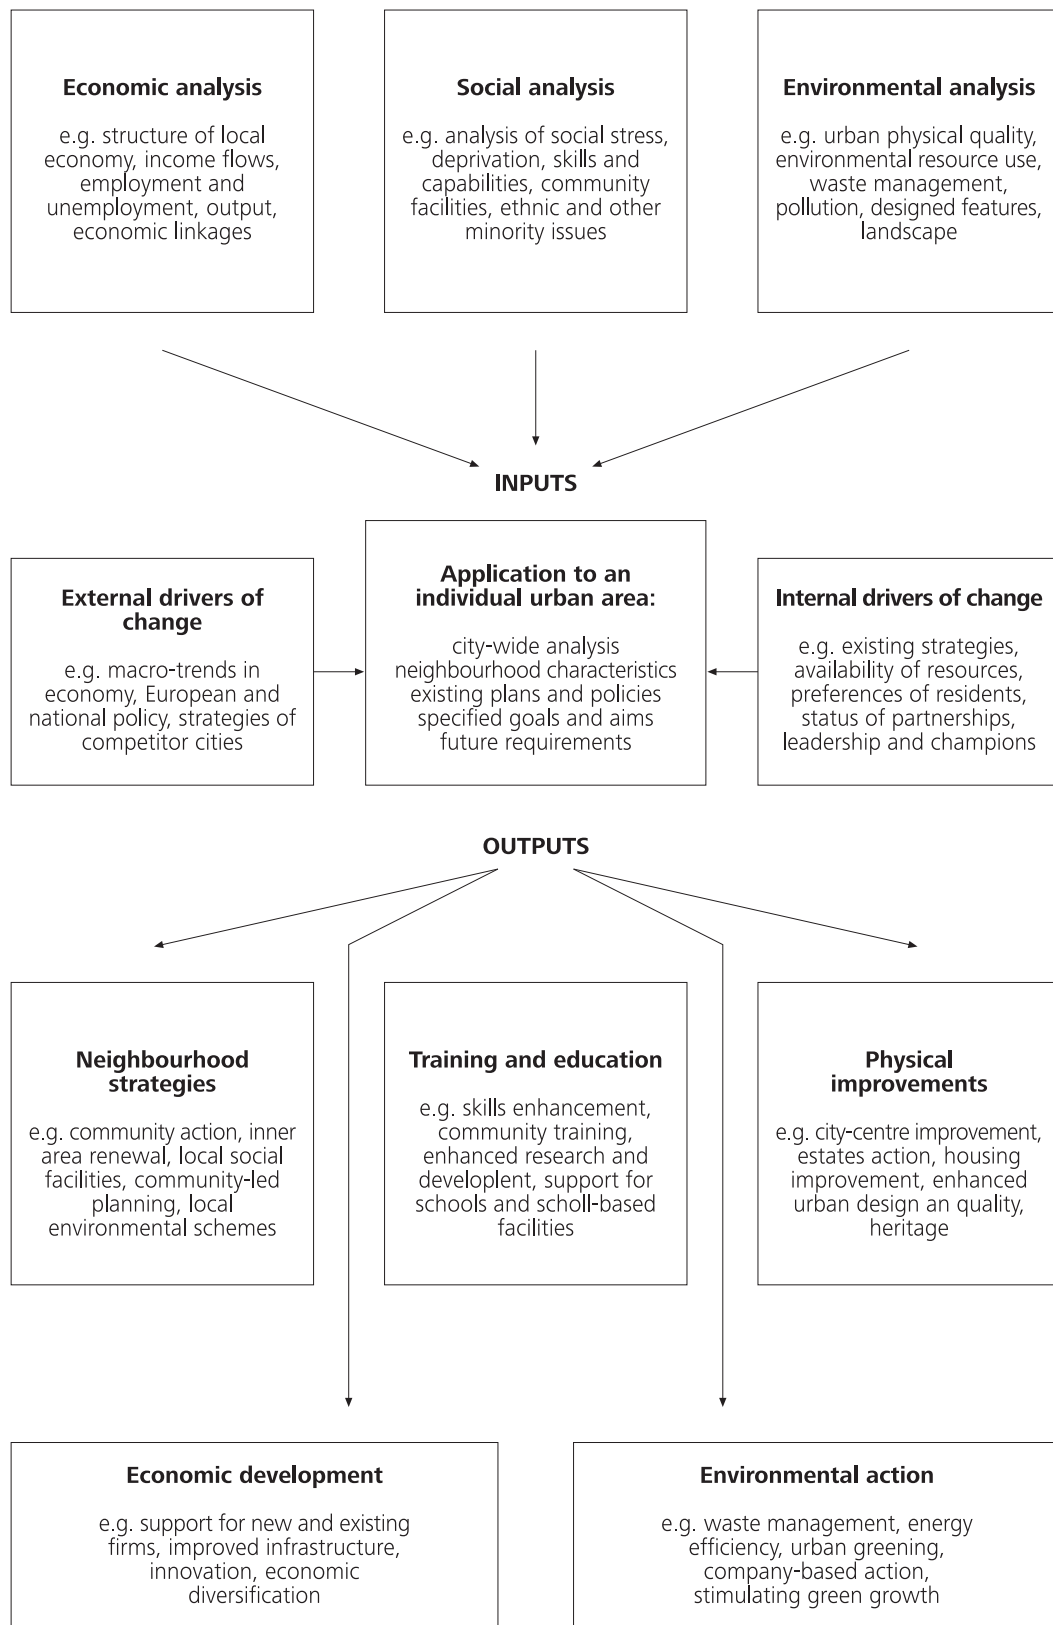 Economic analysis
e.g. structure of local
economy, income flows,
employment and
unemployment, output,
economic linkages
Social analysis
e.g. analysis of social stress,
deprivation, skills and
capabilities, community
facilities, ethnic and other
minority issues
Environmental analysis
e.g. urban physical quality,
environmental resource use,
waste management,
pollution, designed features,
landscape
INPUTS
External drivers of
change
e.g. macro-trends in
economy, European and
national policy, strategies of
competitor cities
Application to an
individual urban area:
city-wide analysis
neighbourhood characteristics
existing plans and policies
specified goals and aims
future requirements
Internal drivers of change
e.g. existing strategies,
availability of resources,
preferences of residents,
status of partnerships,
leadership and champions
OUTPUTS
Neighbourhood
strategies
e.g. community action, inner
area renewal, local social
facilities, community-led
planning, local
environmental schemes
Training and education
e.g. skills enhancement,
community training,
enhanced research and
developlent, support for
schools and scholl-based
facilities
Physical
improvements
e.g. city-centre improvement,
estates action, housing
improvement, enhanced
urban design an quality,
heritage
Economic development
e.g. support for new and existing
firms, improved infrastructure,
innovation, economic
diversification
Environmental action
e.g. waste management, energy
efficiency, urban greening,
company-based action,
stimulating green growth